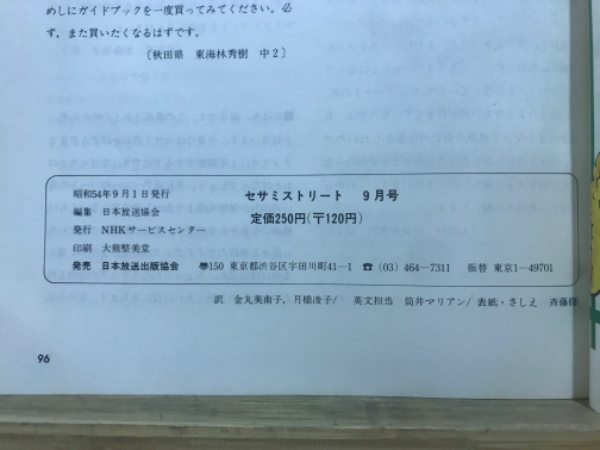 めしにガイドブックを一度買ってみてください。必
ず，また買いたくなるはずです。
〔秋田県　東海林秀樹　中２〕
昭和54年９月１日発行
編集　日本放送協会
発行　NHKサービスセンター
印刷　大熊整美堂
発売　日本放送出版協会
セサミストリート　９月号
定価250円(〒120円)
〠150　東京都渋谷区宇田川町41−1　☎(03) 464−7311　振替　東京1−49701
訳　金丸美南子，月橋凌子/　英文担当　筒井マリアン/ 表紙・さしえ　斉藤
96